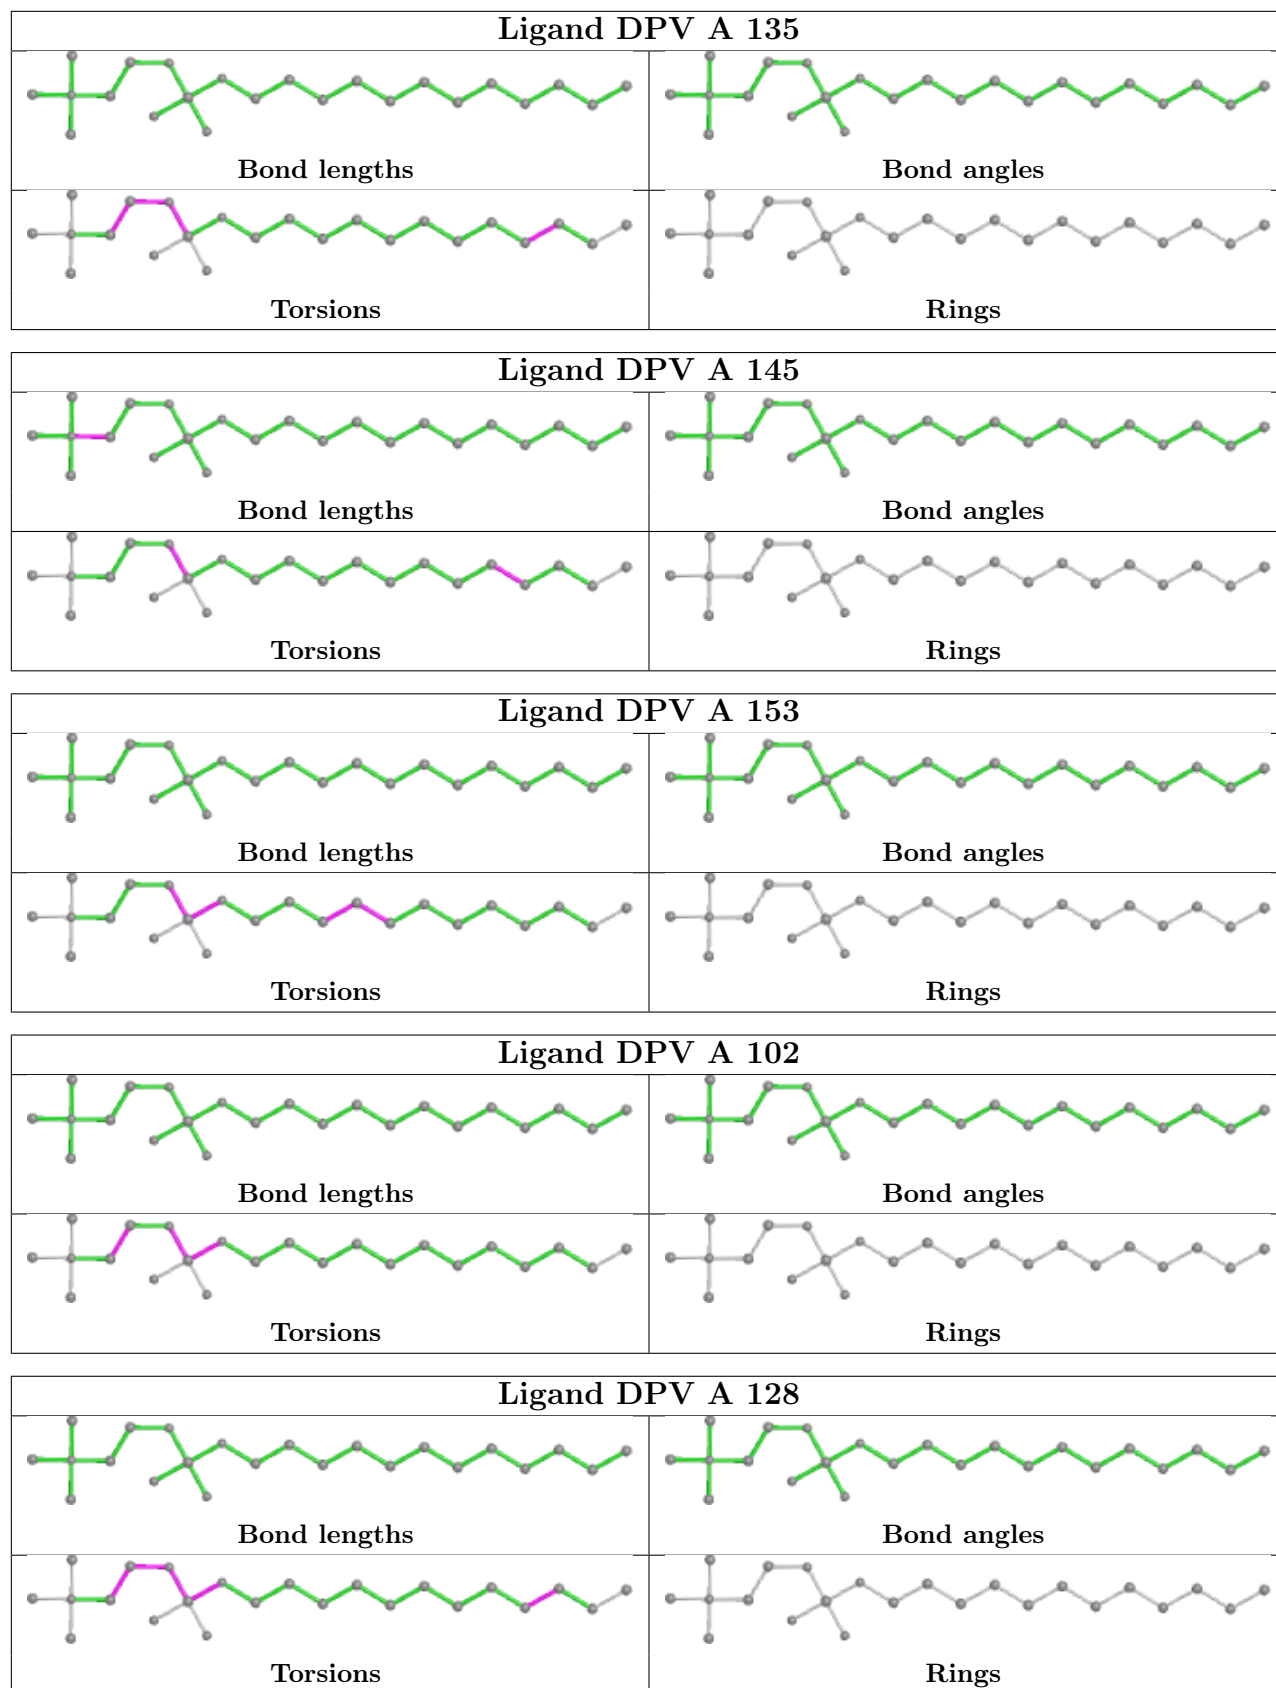 Ligand DPV A 135
Bond lengths
Bond angles
Torsions
Rings
Ligand DPV A 145
Bond lengths
Bond angles
Torsions
Rings
Ligand DPV A 153
Bond lengths
Bond angles
Torsions
Rings
Ligand DPV A 102
Bond lengths
Bond angles
Torsions
Rings
Ligand DPV A 128
Bond lengths
Bond angles
Torsions
Rings